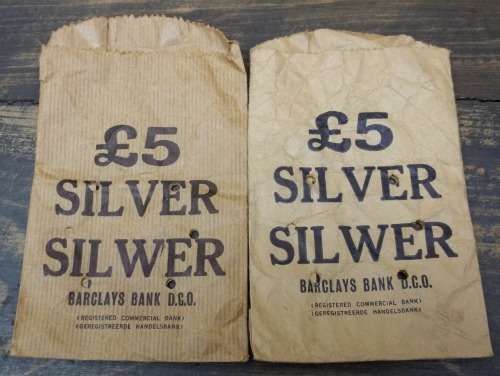 £5
SILVER
SILWER
BARCLAYS BANK D.C.O.
(REGISTERED COMMERCIAL BANK)
(GEREGISTREERDE HANDELSBANK)
£5
SILVER
SILWER
BARCLAYS BANK D.C.O.
(REGISTERED COMMERCIAL BANK)
(GEREGISTREERDE HANDELSBANK)